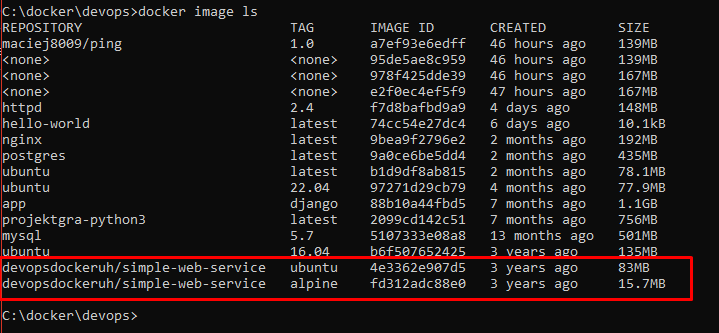 C:\docker\devops>docker image ls
REPOSITORY TAG IMAGE ID CREATED SIZE
maciej8009/ping 1.0 a7ef93e6edff 46 hours ago 139MB
<none> <none> 95de5ae8c959 46 hours ago 139MB
<none> <none> 978f425dde39 46 hours ago 167MB
<none> <none> e2f0ec4ef5f9 47 hours ago 167MB
httpd 2.4 f7d8bafbd9a9 4 days ago 148MB
hello-world latest 74cc54e27dc4 6 days ago 10.1kB
nginx latest 9bea9f2796e2 2 months ago 192MB
postgres latest 9a0ce6be5dd4 2 months ago 435MB
ubuntu latest b1d9df8ab815 2 months ago 78.1MB
ubuntu 22.04 97271d29cb79 4 months ago 77.9MB
app django 88b10a44fbd5 7 months ago 1.1GB
projektgra-python3 latest 2099cd142c51 7 months ago 756MB
mysql 5.7 5107333e08a8 13 months ago 501MB
ubuntu 16.04 b6f507652425 3 years ago 135MB
devopsdockeruh/simple-web-service ubuntu 4e3362e907d5 3 years ago 83MB
devopsdockeruh/simple-web-service alpine fd312adc88e0 3 years ago 15.7MB
C:\docker\devops>